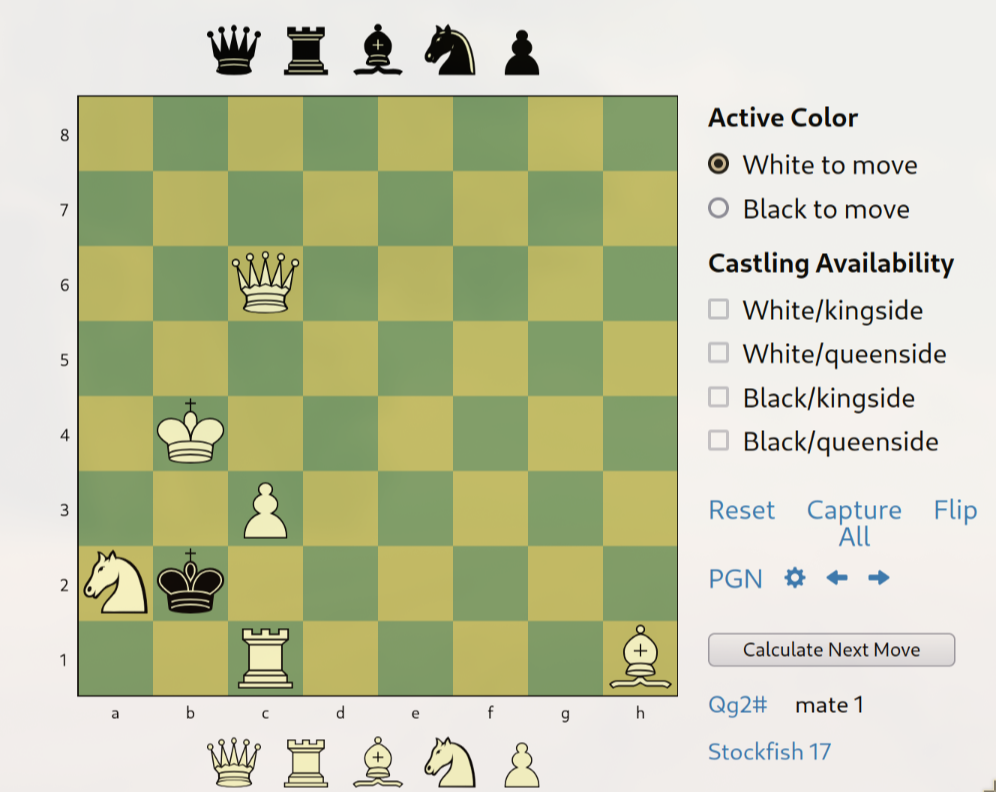 Active Color
8
White to move
7
Black to move
6
Castling Availability
White/kingside
5
White/queenside
4
Black/kingside
Black/queenside
3
Reset Capture All Flip
2
PGN
1
Calculate Next Move
a b c d e f g h
Qg2# mate 1
Stockfish 17